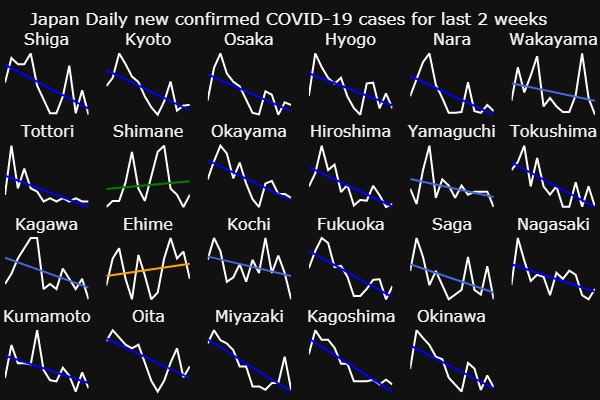 Japan Daily new confirmed COVID-19 cases for last 2 weeks
Shiga Kyoto Osaka Hyogo Nara Wakayama
Tottori Shimane Okayama Hiroshima Yamaguchi Tokushima
Kagawa Ehime Kochi Fukuoka Saga Nagasaki
Kumamoto Oita Miyazaki Kagoshima Okinawa